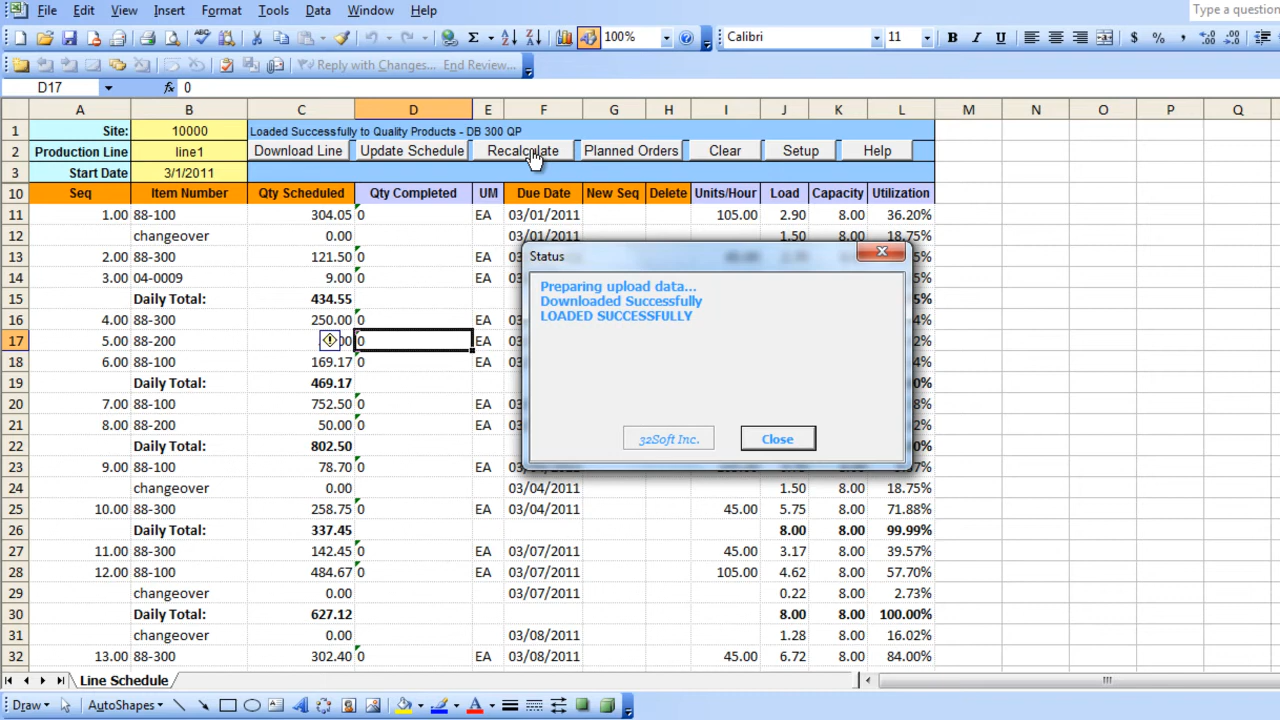 File Edit View Insert Format Tools Data Window Help Type a question
100% Calibri 11 B I U $ % ,
Reply with Changes... End Review...
D17 fx 0
A B C D E F G H I J K L M N O P Q
1 Site: 10000 Loaded Successfully to Quality Products - DB 300 QP
2 Production Line line1 Download Line Update Schedule Recalculate Planned Orders Clear Setup Help
3 Start Date 3/1/2011
10 Seq Item Number Qty Scheduled Qty Completed UM Due Date New Seq Delete Units/Hour Load Capacity Utilization
11 1.00 88-100 304.05 0 EA 03/01/2011 105.00 2.90 8.00 36.20%
12 changeover 0.00 03/01/2011 1.50 8.00 18.75%
13 2.00 88-300 121.50 0 EA
14 3.00 04-0009 9.00 0 EA
15 Daily Total: 434.55
16 4.00 88-300 250.00 0 EA
17 5.00 88-200 0 EA
18 6.00 88-100 169.17 0 EA
19 Daily Total: 469.17
20 7.00 88-100 752.50 0 EA
21 8.00 88-200 50.00 0 EA
22 Daily Total: 802.50
23 9.00 88-100 78.70 0 EA
24 changeover 0.00 03/04/2011 1.50 8.00 18.75%
25 10.00 88-300 258.75 0 EA 03/04/2011 45.00 5.75 8.00 71.88%
26 Daily Total: 337.45 8.00 8.00 99.99%
27 11.00 88-300 142.45 0 EA 03/07/2011 45.00 3.17 8.00 39.57%
28 12.00 88-100 484.67 0 EA 03/07/2011 105.00 4.62 8.00 57.70%
29 changeover 0.00 03/07/2011 0.22 8.00 2.73%
30 Daily Total: 627.12 8.00 8.00 100.00%
31 changeover 0.00 03/08/2011 1.28 8.00 16.02%
32 13.00 88-300 302.40 0 EA 03/08/2011 45.00 6.72 8.00 84.00%
Status
Preparing upload data...
Downloaded Successfully
LOADED SUCCESSFULLY
32Soft Inc. Close
Line Schedule
Draw AutoShapes